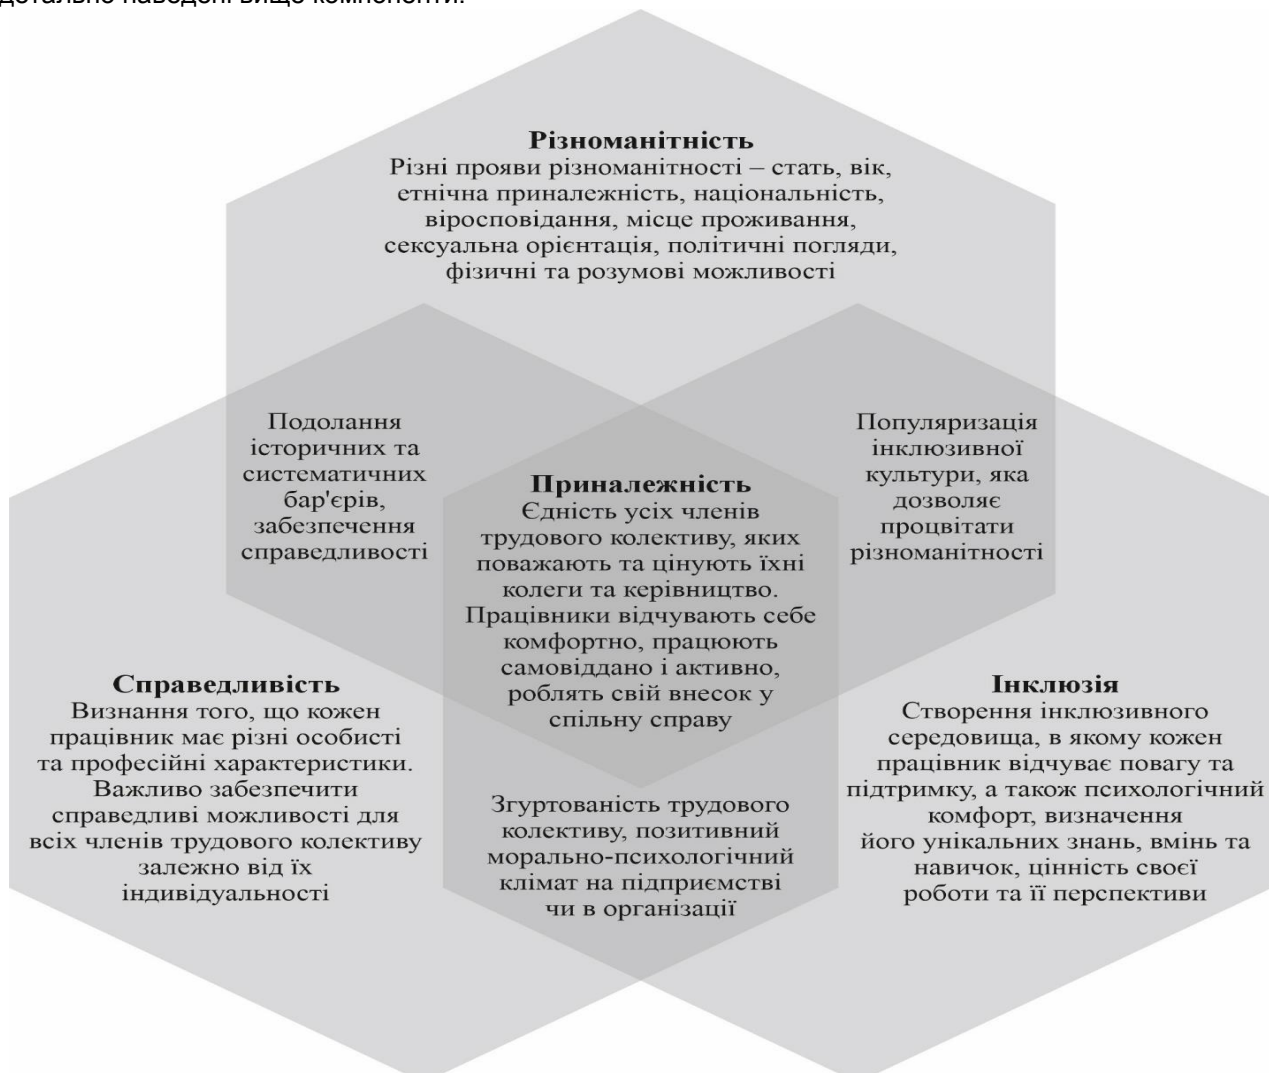 детально наведені вище компоненти.
Різноманітність
Різні прояви різноманітності – стать, вік,
етнічна приналежність, національність,
віросповідання, місце проживання,
сексуальна орієнтація, політичні погляди,
фізичні та розумові можливості
Подолання
історичних та
систематичних
бар'єрів,
забезпечення
справедливості
Популяризація
інклюзивної
культури, яка
дозволяє
процвітати
різноманітності
Приналежність
Єдність усіх членів
трудового колективу, яких
поважають та цінують їхні
колеги та керівництво.
Працівники відчувають себе
комфортно, працюють
самовіддано і активно,
роблять свій внесок у
спільну справу
Справедливість
Визнання того, що кожен
працівник має різні особисті
та професійні характеристики.
Важливо забезпечити
справедливі можливості для
всіх членів трудового колективу
залежно від їх
індивідуальності
Інклюзія
Створення інклюзивного
середовища, в якому кожен
працівник відчуває повагу та
підтримку, а також психологічний
комфорт, визначення
його унікальних знань, вмінь та
навичок, цінність своєї
роботи та її перспективи
Згуртованість трудового
колективу, позитивний
морально-психологічний
клімат на підприємстві
чи в організації